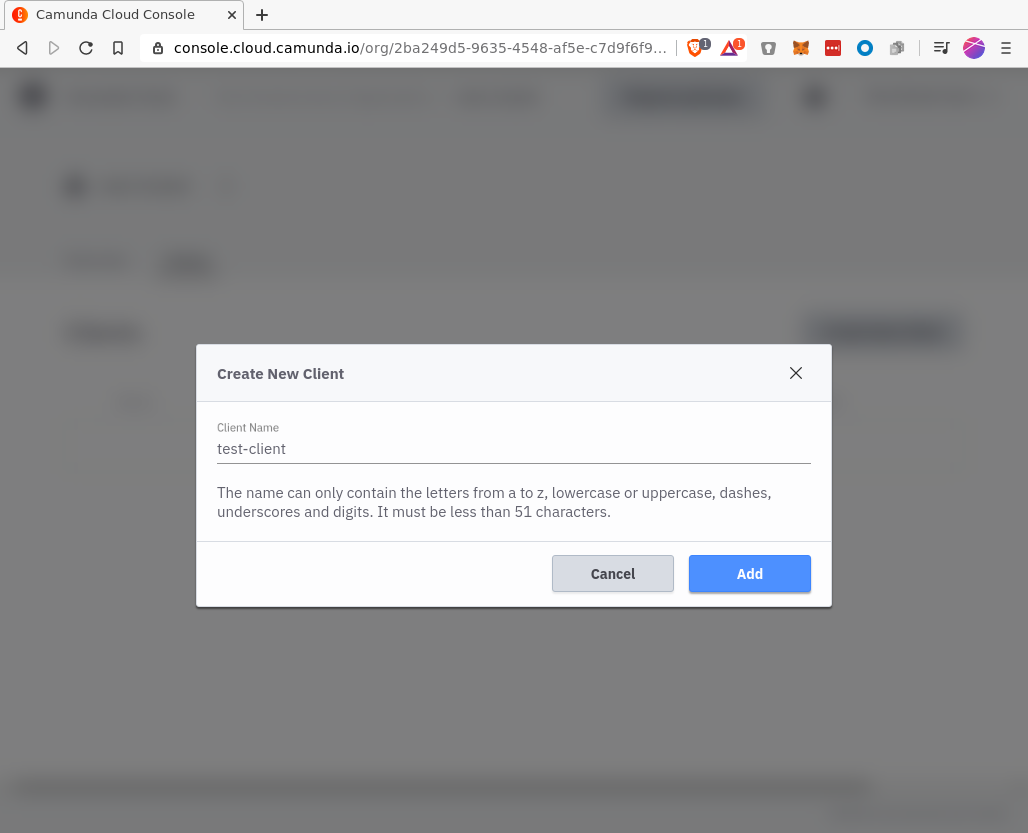 Camunda Cloud Console
console.cloud.camunda.io/org/2ba249d5-9635-4548-af5e-c7d9f6f9...
1
1
Create New Client
Client Name
test-client
The name can only contain the letters from a to z, lowercase or uppercase, dashes,
underscores and digits. It must be less than 51 characters.
Cancel
Add